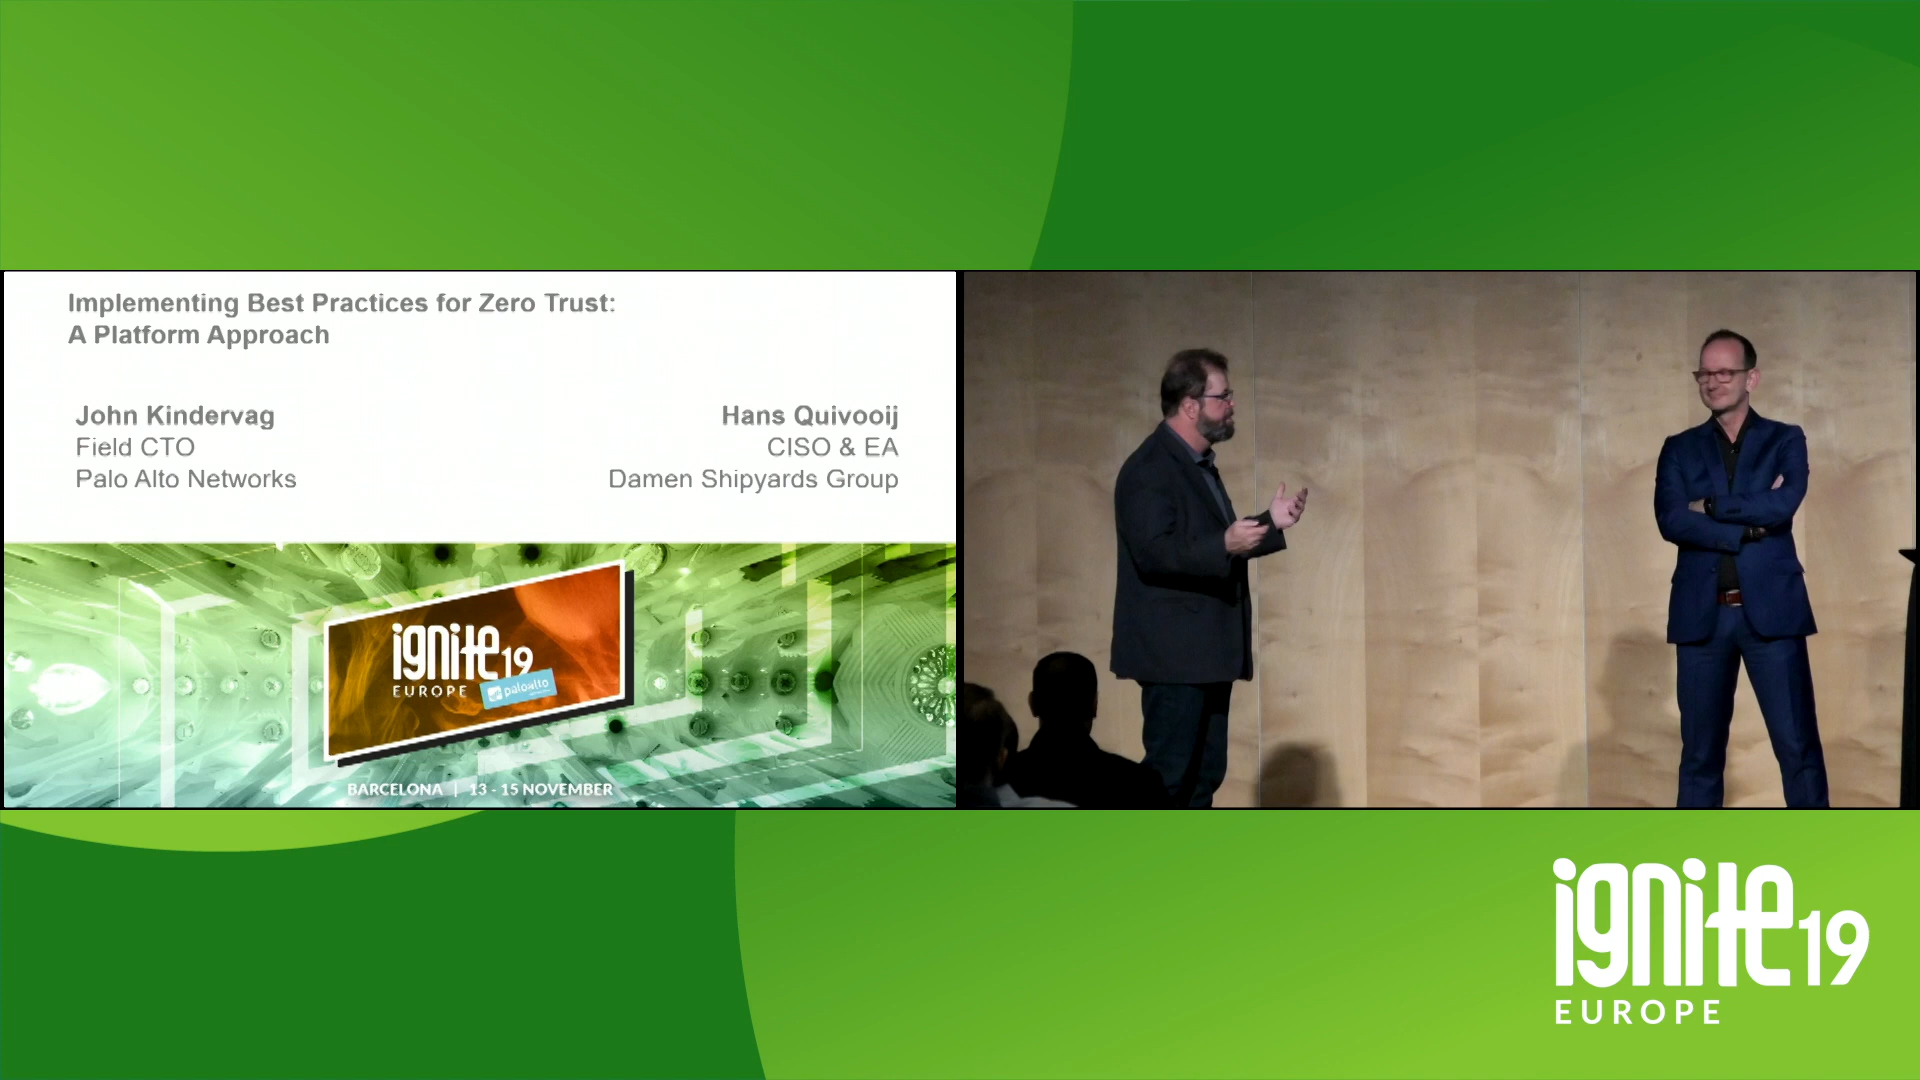 Implementing Best Practices for Zero Trust:
A Platform Approach
John Kindervag
Field CTO
Palo Alto Networks
Hans Quivooij
CISO & EA
Damen Shipyards Group
ignite19
EUROPE
paloalto
BARCELONA | 13 - 15 NOVEMBER
ignite19
EUROPE